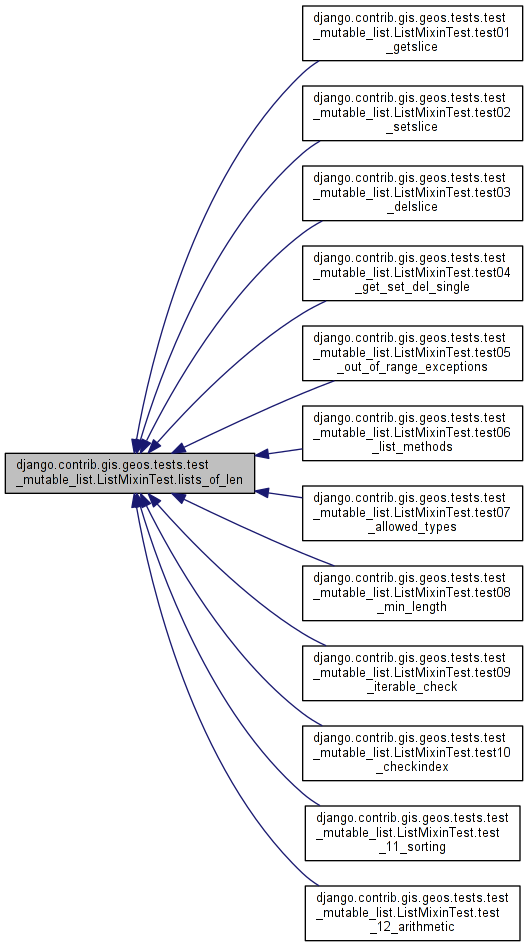 django.contrib.gis.geos.tests.test
_mutable_list.ListMixinTest.test01
_getslice
django.contrib.gis.geos.tests.test
_mutable_list.ListMixinTest.test02
_setslice
django.contrib.gis.geos.tests.test
_mutable_list.ListMixinTest.test03
_delslice
django.contrib.gis.geos.tests.test
_mutable_list.ListMixinTest.test04
_get_set_del_single
django.contrib.gis.geos.tests.test
_mutable_list.ListMixinTest.test05
_out_of_range_exceptions
django.contrib.gis.geos.tests.test
_mutable_list.ListMixinTest.test06
_list_methods
django.contrib.gis.geos.tests.test
_mutable_list.ListMixinTest.lists_of_len
django.contrib.gis.geos.tests.test
_mutable_list.ListMixinTest.test07
_allowed_types
django.contrib.gis.geos.tests.test
_mutable_list.ListMixinTest.test08
_min_length
django.contrib.gis.geos.tests.test
_mutable_list.ListMixinTest.test09
_iterable_check
django.contrib.gis.geos.tests.test
_mutable_list.ListMixinTest.test10
_checkindex
django.contrib.gis.geos.tests.test
_mutable_list.ListMixinTest.test
_11_sorting
django.contrib.gis.geos.tests.test
_mutable_list.ListMixinTest.test
_12_arithmetic